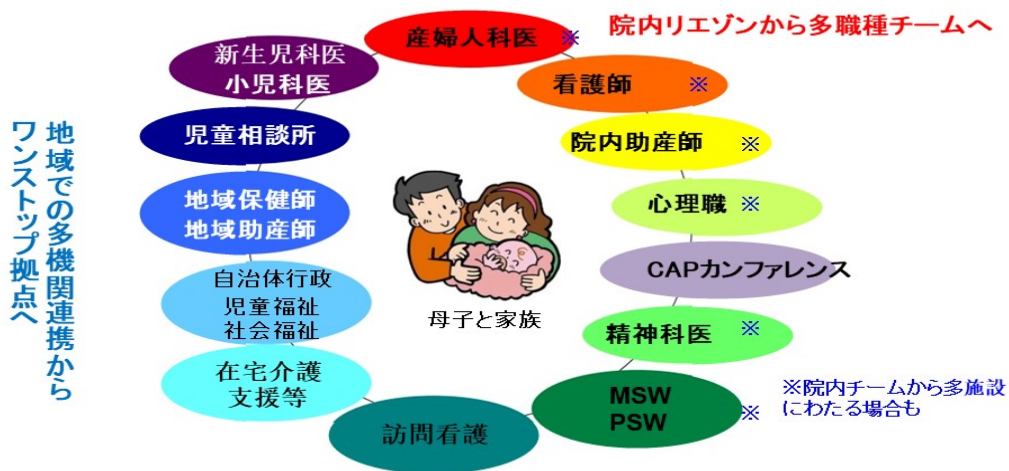 院内リエゾンから多職種チームへ
産婦人科医 ※
看護師 ※
院内助産師 ※
心理職 ※
CAPカンファレンス
精神科医 ※
MSW
PSW ※
※院内チームから多施設
にわたる場合も
訪問看護
在宅介護
支援等
自治体行政
児童福祉
社会福祉
地域保健師
地域助産師
児童相談所
新生児科医
小児科医
母子と家族
地域での多機関連携から
ワンストップ拠点へ